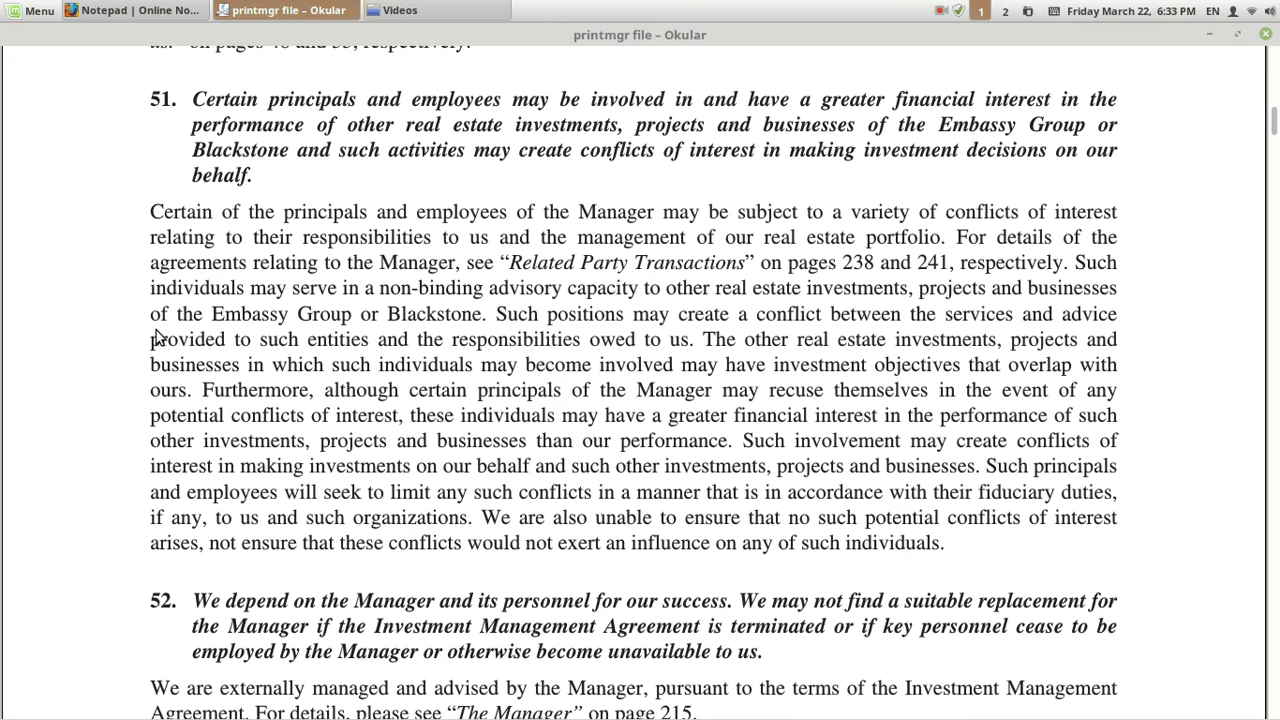 Menu
Notepad | Online No...
printmgr file – Okular
Videos
1
2
Friday March 22, 6:33 PM
EN
printmgr file – Okular
us." on pages 48 and 53, respectively.
51. Certain principals and employees may be involved in and have a greater financial interest in the
performance of other real estate investments, projects and businesses of the Embassy Group or
Blackstone and such activities may create conflicts of interest in making investment decisions on our
behalf.
Certain of the principals and employees of the Manager may be subject to a variety of conflicts of interest
relating to their responsibilities to us and the management of our real estate portfolio. For details of the
agreements relating to the Manager, see “Related Party Transactions” on pages 238 and 241, respectively. Such
individuals may serve in a non-binding advisory capacity to other real estate investments, projects and businesses
of the Embassy Group or Blackstone. Such positions may create a conflict between the services and advice
provided to such entities and the responsibilities owed to us. The other real estate investments, projects and
businesses in which such individuals may become involved may have investment objectives that overlap with
ours. Furthermore, although certain principals of the Manager may recuse themselves in the event of any
potential conflicts of interest, these individuals may have a greater financial interest in the performance of such
other investments, projects and businesses than our performance. Such involvement may create conflicts of
interest in making investments on our behalf and such other investments, projects and businesses. Such principals
and employees will seek to limit any such conflicts in a manner that is in accordance with their fiduciary duties,
if any, to us and such organizations. We are also unable to ensure that no such potential conflicts of interest
arises, not ensure that these conflicts would not exert an influence on any of such individuals.
52. We depend on the Manager and its personnel for our success. We may not find a suitable replacement for
the Manager if the Investment Management Agreement is terminated or if key personnel cease to be
employed by the Manager or otherwise become unavailable to us.
We are externally managed and advised by the Manager, pursuant to the terms of the Investment Management
Agreement. For details, please see “The Manager” on page 215.